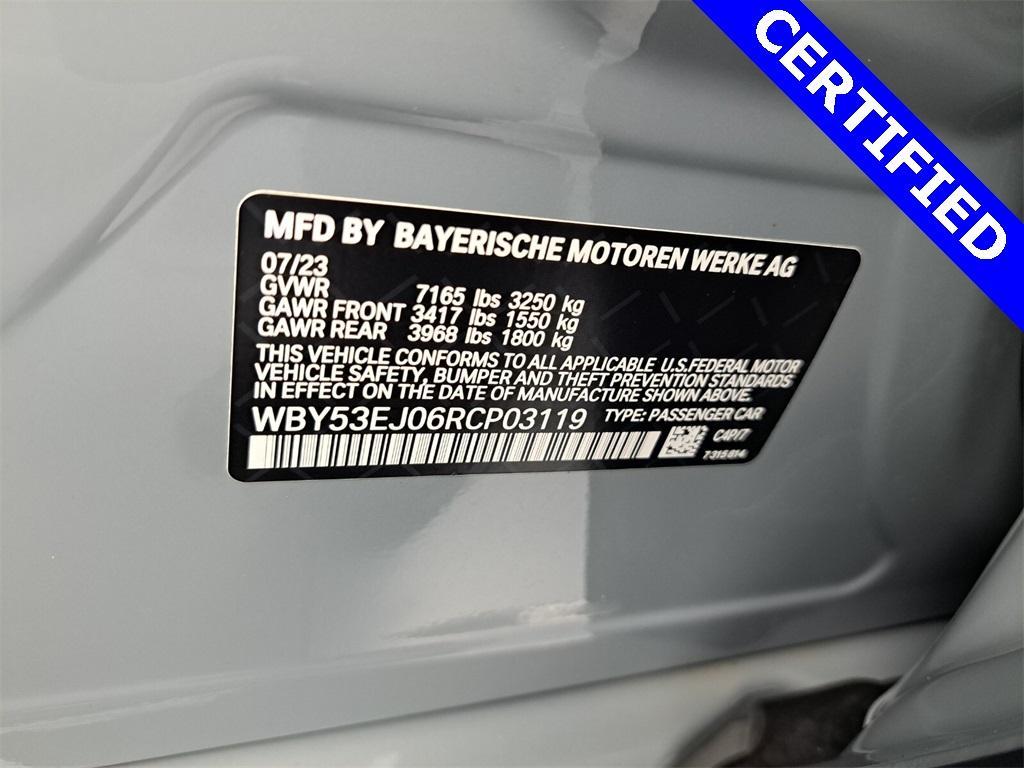 CERTIFIED
MFD BY BAYERISCHE MOTOREN WERKE AG
07/23
GVWR 7165 lbs 3250 kg
GAWR FRONT 3417 lbs 1550 kg
GAWR REAR 3968 lbs 1800 kg
THIS VEHICLE CONFORMS TO ALL APPLICABLE U.S.FEDERAL MOTOR
VEHICLE SAFETY, BUMPER AND THEFT PREVENTION STANDARDS
IN EFFECT ON THE DATE OF MANUFACTURE SHOWN ABOVE.
WBY53EJ06RCP03119 TYPE: PASSENGER CAR
C4P17
7315814